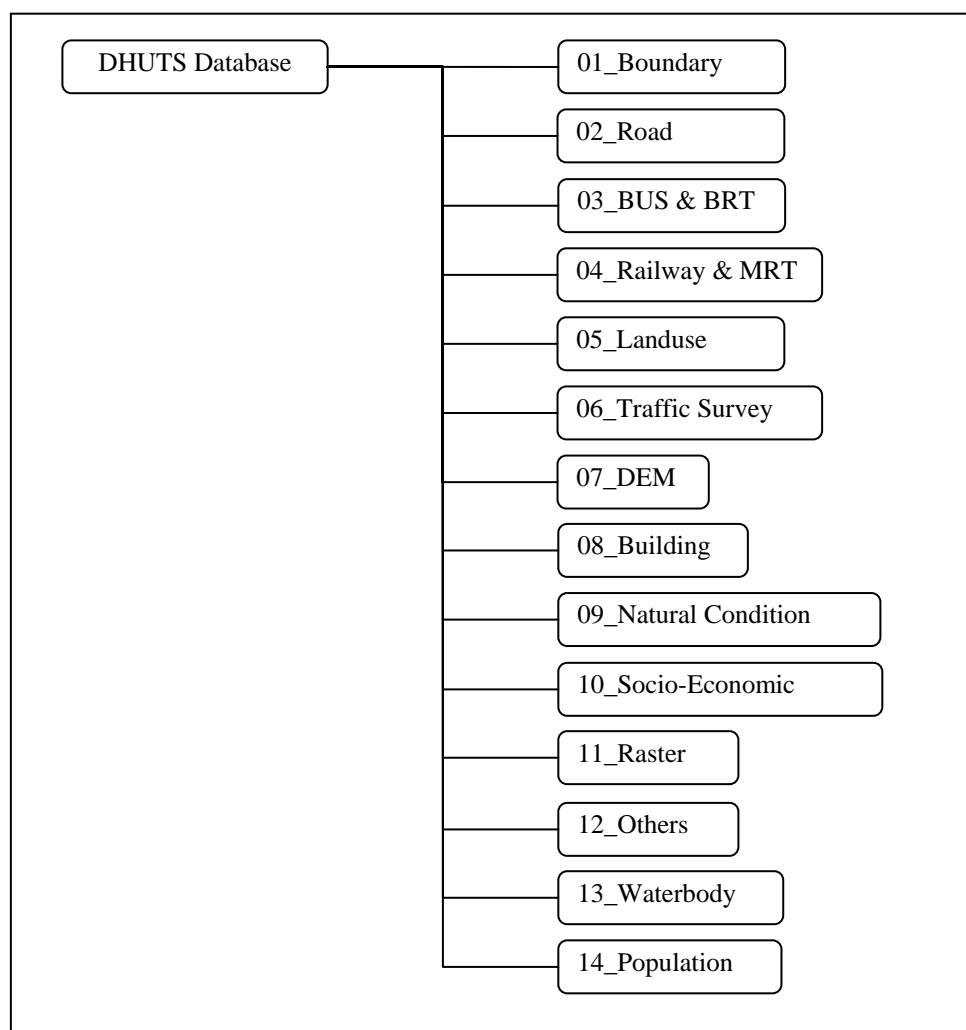 DHUTS Database
01_Boundary
02_Road
03_BUS & BRT
04_Railway & MRT
05_Landuse
06_Traffic Survey
07_DEM
08_Building
09_Natural Condition
10_Socio-Economic
11_Raster
12_Others
13_Waterbody
14_Population